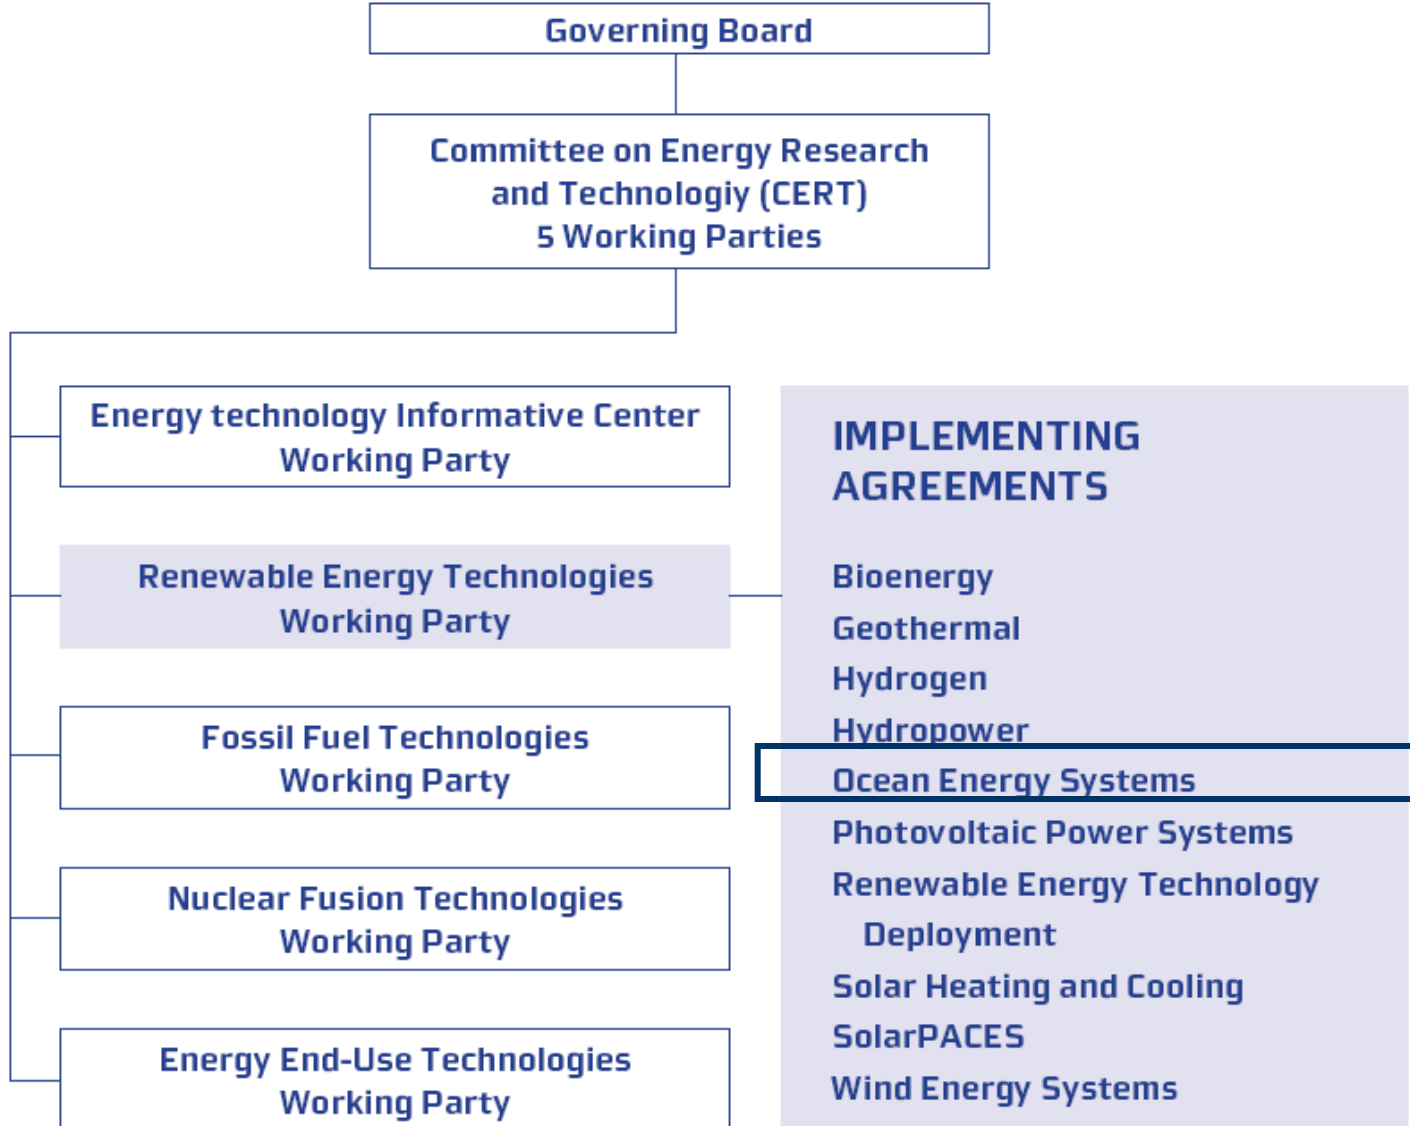 Governing Board
Committee on Energy Research
and Technologiy (CERT)
5 Working Parties
Energy technology Informative Center
Working Party
Renewable Energy Technologies
Working Party
Fossil Fuel Technologies
Working Party
Nuclear Fusion Technologies
Working Party
Energy End-Use Technologies
Working Party
IMPLEMENTING
AGREEMENTS
Bioenergy
Geothermal
Hydrogen
Hydropower
Ocean Energy Systems
Photovoltaic Power Systems
Renewable Energy Technology
Deployment
Solar Heating and Cooling
SolarPACES
Wind Energy Systems